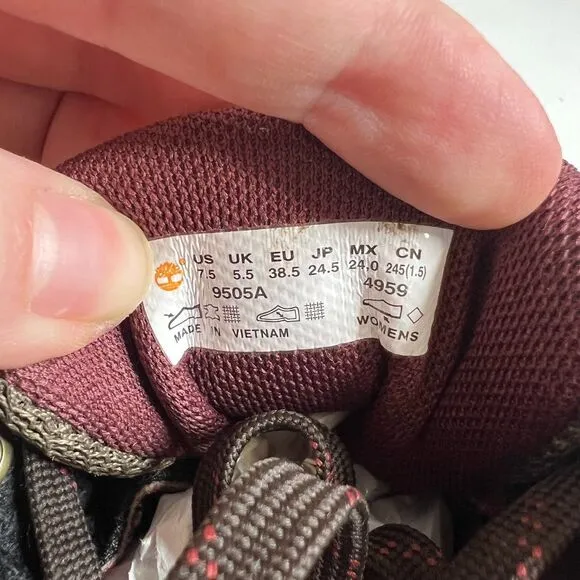 US UK EU JP MX CN
7.5 5.5 38.5 24.5 24.0 245(1.5)
9505A 4959
MADE IN VIETNAM WOMENS